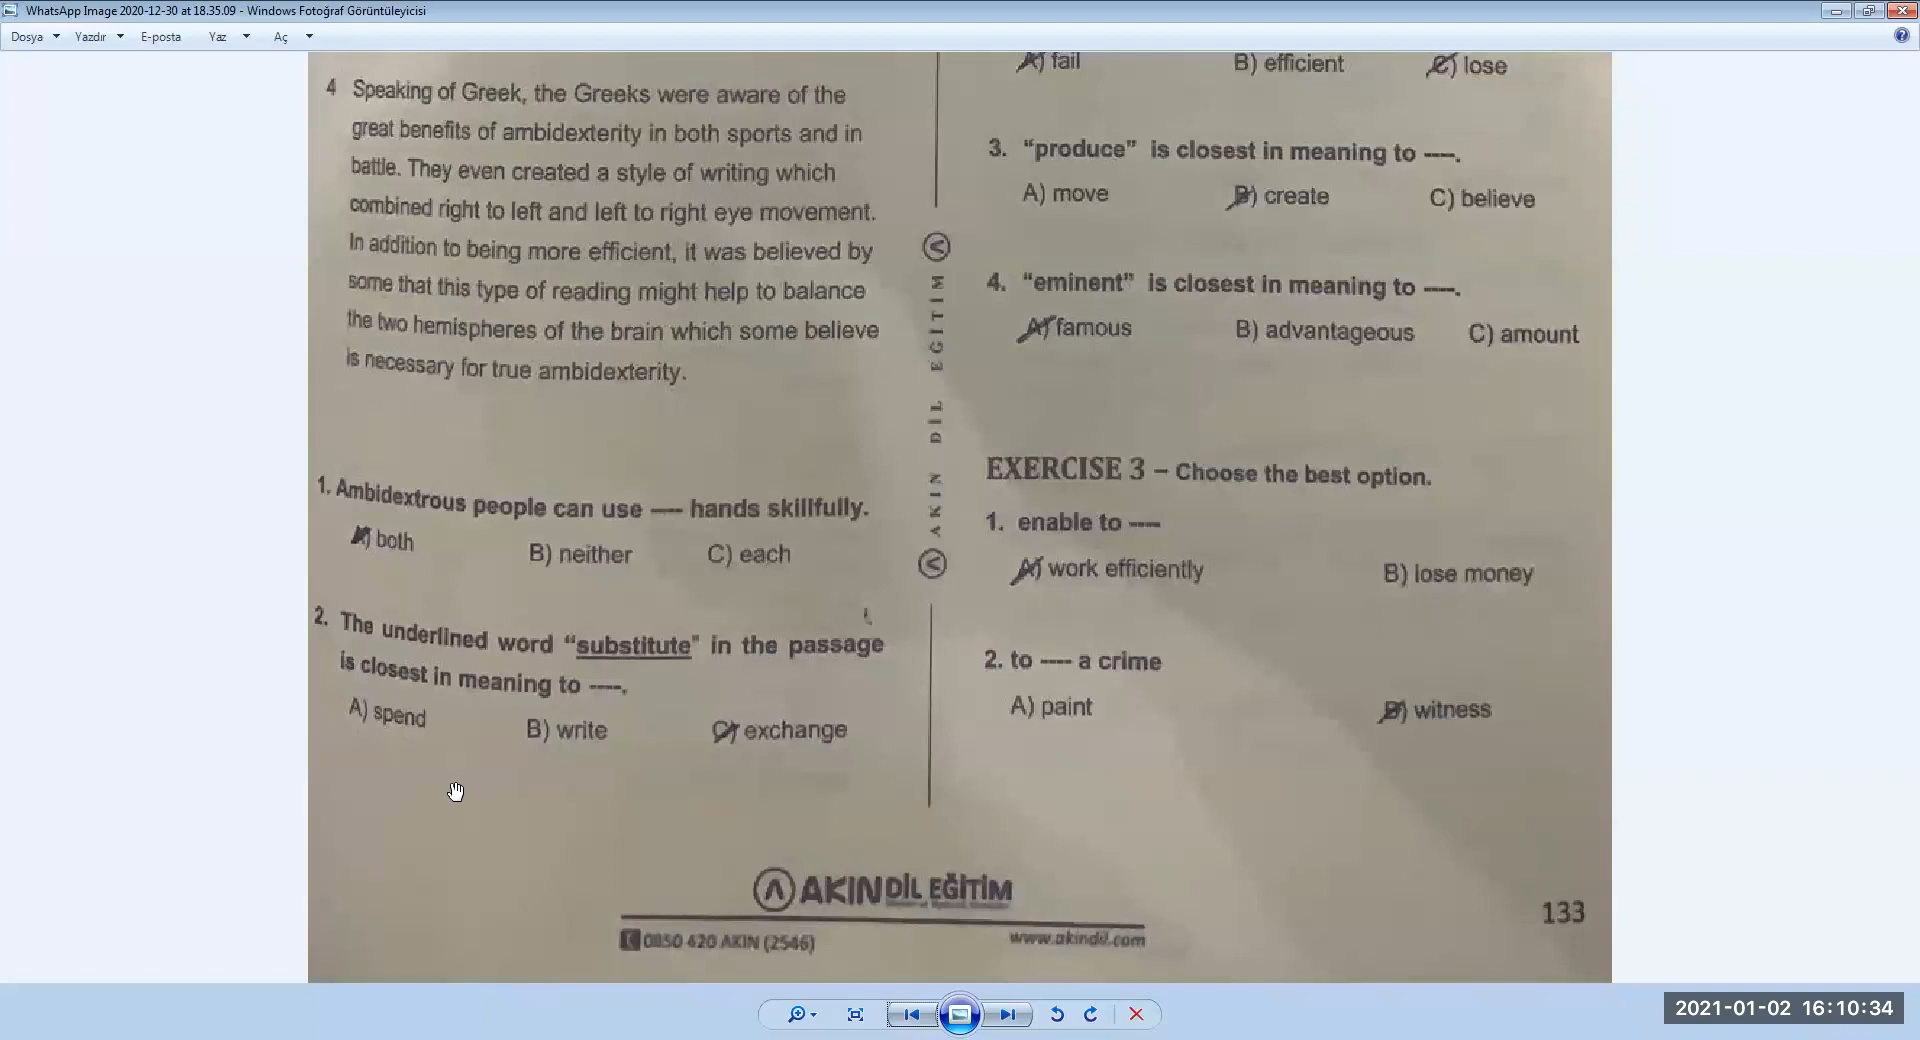 WhatsApp Image 2020-12-30 at 18.35.09 - Windows Fotoğraf Görüntüleyicisi
Dosya Yazdır E-posta Yaz Aç
4 Speaking of Greek, the Greeks were aware of the
great benefits of ambidexterity in both sports and in
battle. They even created a style of writing which
combined right to left and left to right eye movement.
In addition to being more efficient, it was believed by
some that this type of reading might help to balance
the two hemispheres of the brain which some believe
is necessary for true ambidexterity.
1. Ambidextrous people can use ---- hands skillfully.
A) both B) neither C) each
2. The underlined word “substitute” in the passage
is closest in meaning to ----.
A) spend B) write C) exchange
AKIN DİL EĞİTİM
A) fail B) efficient C) lose
3. “produce” is closest in meaning to ----.
A) move B) create C) believe
4. “eminent” is closest in meaning to ----.
A) famous B) advantageous C) amount
EXERCISE 3 – Choose the best option.
1. enable to ----
A) work efficiently B) lose money
2. to ---- a crime
A) paint B) witness
AKIN DİL EĞİTİM
0850 420 AKIN (2546) www.akindil.com
133
2021-01-02 16:10:34